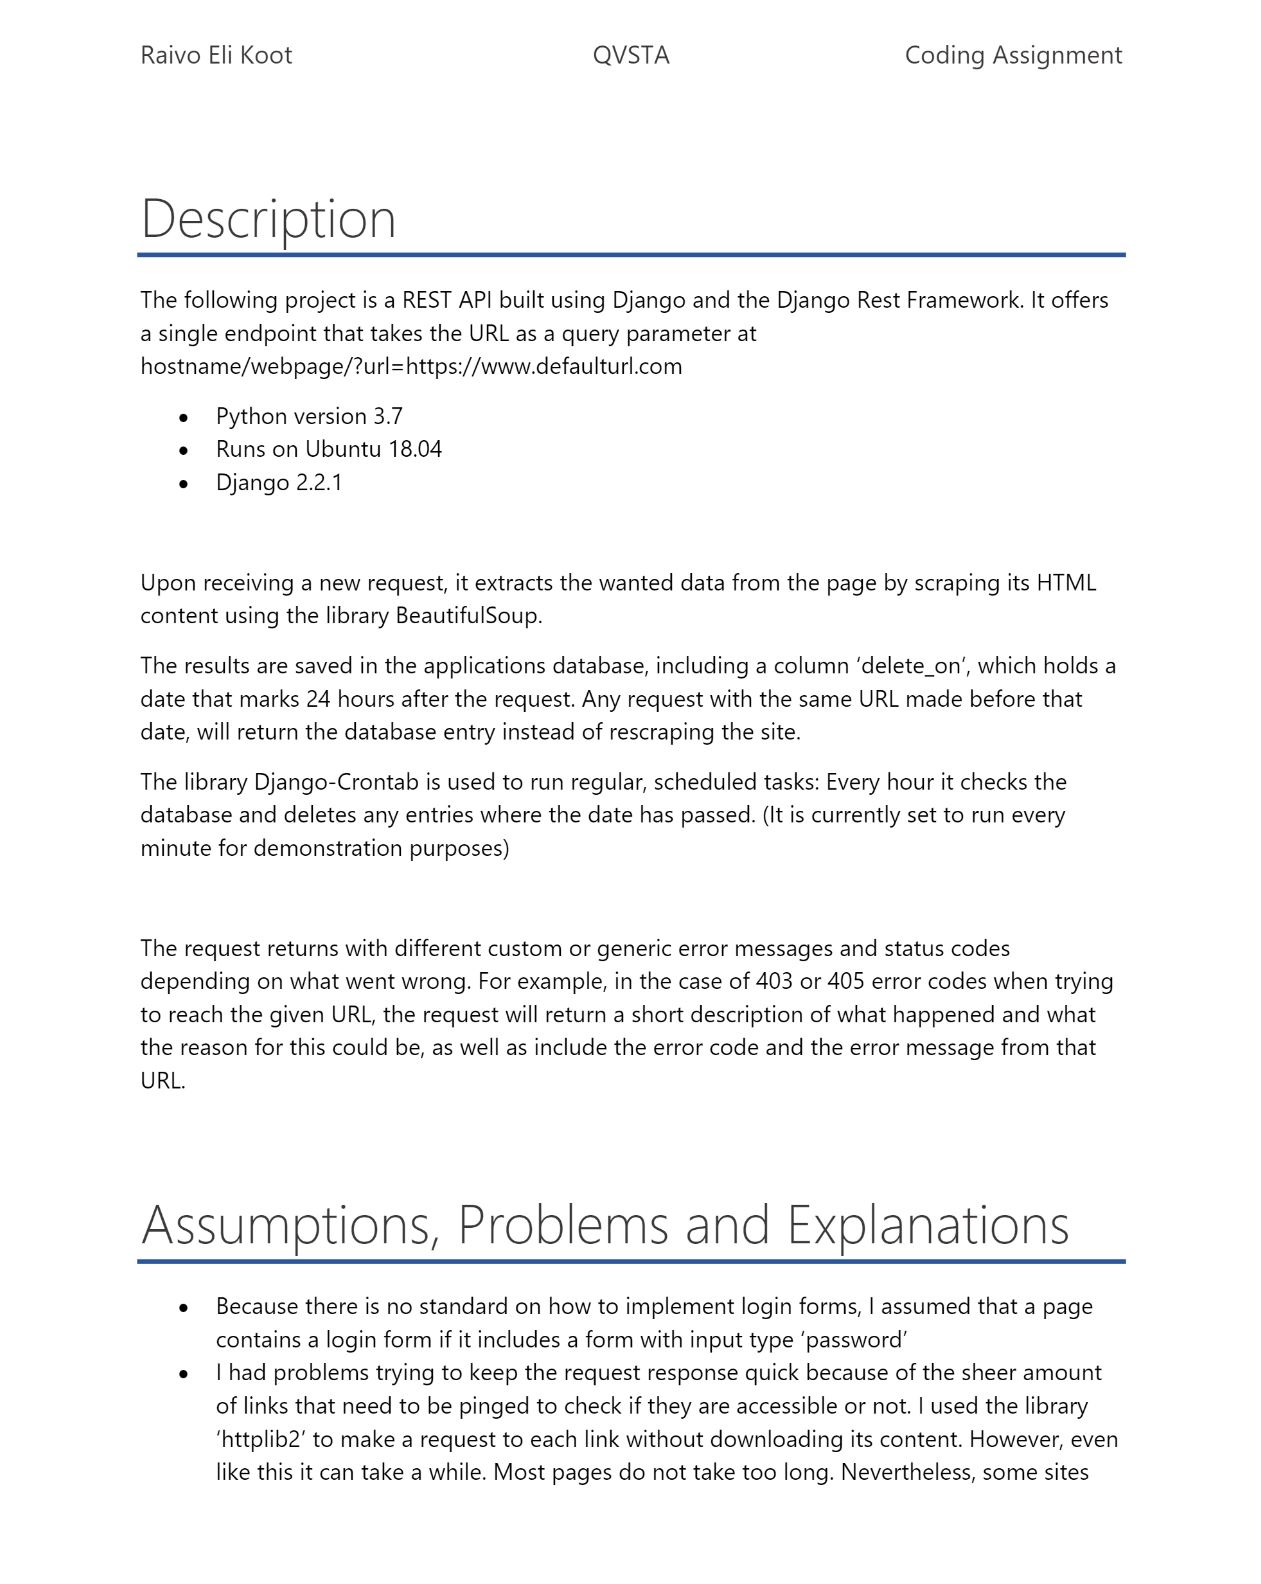 Raivo Eli Koot QVSTA Coding Assignment
Description
The following project is a REST API built using Django and the Django Rest Framework. It offers
a single endpoint that takes the URL as a query parameter at
hostname/webpage/?url=https://www.defaulturl.com
• Python version 3.7
• Runs on Ubuntu 18.04
• Django 2.2.1
Upon receiving a new request, it extracts the wanted data from the page by scraping its HTML
content using the library BeautifulSoup.
The results are saved in the applications database, including a column ‘delete_on’, which holds a
date that marks 24 hours after the request. Any request with the same URL made before that
date, will return the database entry instead of rescraping the site.
The library Django-Crontab is used to run regular, scheduled tasks: Every hour it checks the
database and deletes any entries where the date has passed. (It is currently set to run every
minute for demonstration purposes)
The request returns with different custom or generic error messages and status codes
depending on what went wrong. For example, in the case of 403 or 405 error codes when trying
to reach the given URL, the request will return a short description of what happened and what
the reason for this could be, as well as include the error code and the error message from that
URL.
Assumptions, Problems and Explanations
• Because there is no standard on how to implement login forms, I assumed that a page
contains a login form if it includes a form with input type ‘password’
• I had problems trying to keep the request response quick because of the sheer amount
of links that need to be pinged to check if they are accessible or not. I used the library
‘httplib2’ to make a request to each link without downloading its content. However, even
like this it can take a while. Most pages do not take too long. Nevertheless, some sites